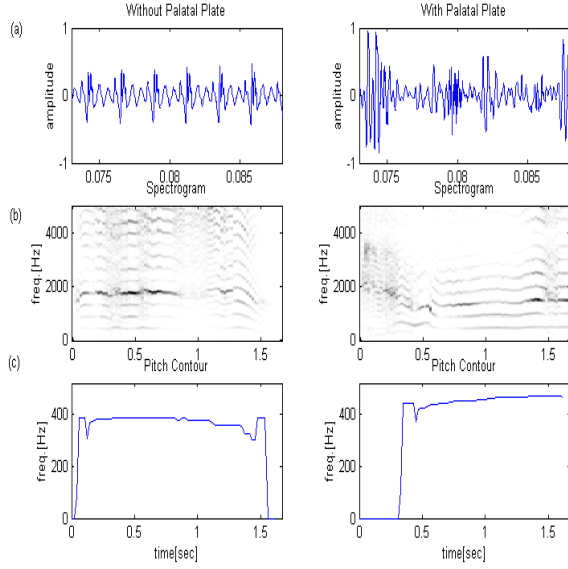 Without Palatal Plate
With Palatal Plate
(a)
amplitude
1
0
-1
0.075
0.08
0.085
amplitude
1
0
-1
0.075
0.08
0.085
Spectrogram
Spectrogram
(b)
freq.[Hz]
4000
2000
0
0
0.5
1
1.5
freq.[Hz]
4000
2000
0
0
0.5
1
1.5
Pitch Contour
Pitch Contour
(c)
freq.[Hz]
400
200
0
0
0.5
1
1.5
time[sec]
freq.[Hz]
400
200
0
0
0.5
1
1.5
time[sec]